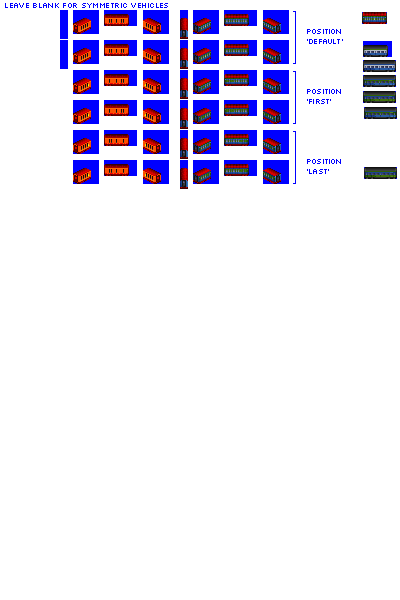 LEAVE BLANK FOR SYMMETRIC VEHICLES
POSITION
'DEFAULT'
POSITION
'FIRST'
POSITION
'LAST'